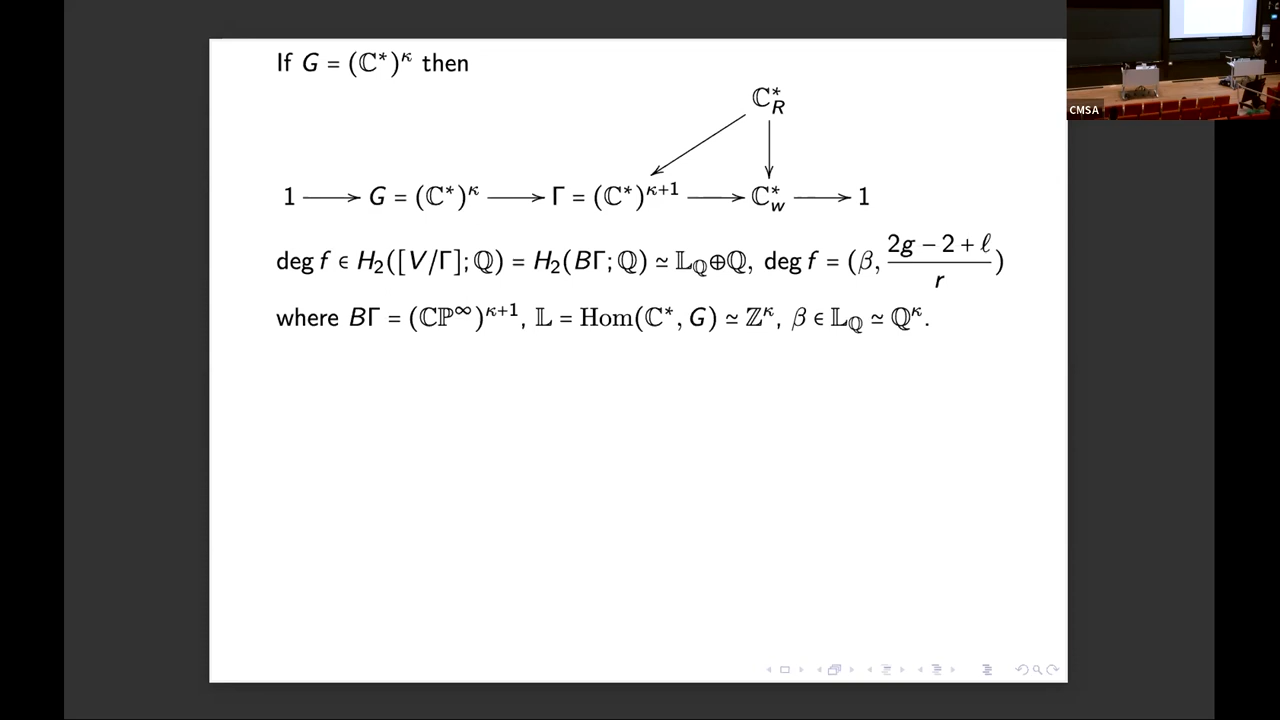 If G = (ℂ*)^κ then
ℂ*_R
1 ⟶ G = (ℂ*)^κ ⟶ Γ = (ℂ*)^{κ+1} ⟶ ℂ*_w ⟶ 1
deg f ∈ H_2([V/Γ]; ℚ) = H_2(BΓ; ℚ) ≃ 𝕃_ℚ⊕ℚ, deg f = (β, \frac{2g − 2 + ℓ}{r})
where BΓ = (ℂℙ^∞)^{κ+1}, 𝕃 = Hom(ℂ*, G) ≃ ℤ^κ, β ∈ 𝕃_ℚ ≃ ℚ^κ.
CMSA